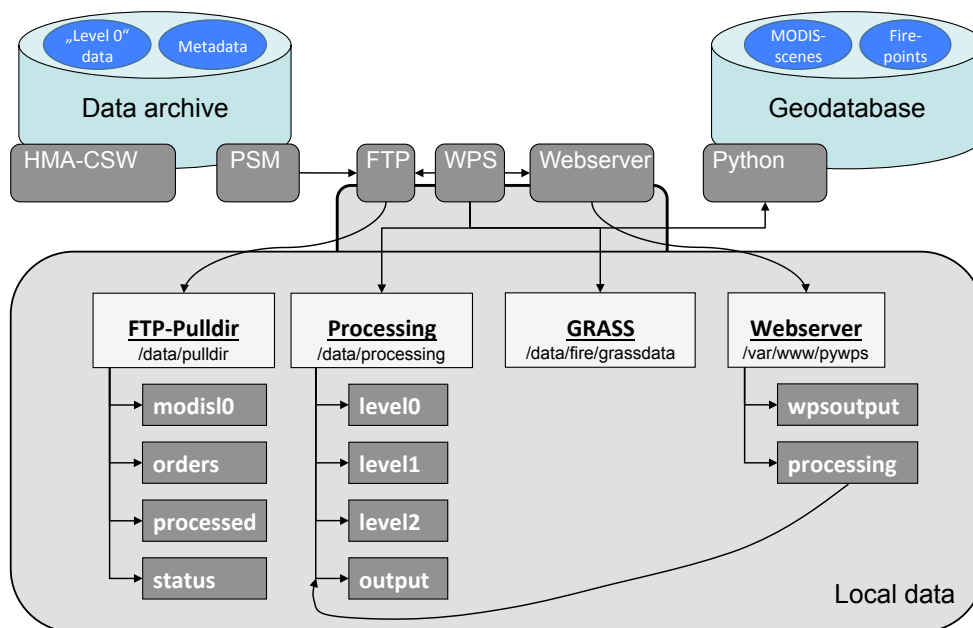 „Level 0“
data
Metadata
Data archive
MODIS-
scenes
Fire-
points
Geodatabase
HMA-CSW
PSM
FTP
WPS
Webserver
Python
FTP-Pulldir
/data/pulldir
Processing
/data/processing
GRASS
/data/fire/grassdata
Webserver
/var/www/pywps
modisl0
level0
wpsoutput
orders
level1
processing
processed
level2
status
output
Local data